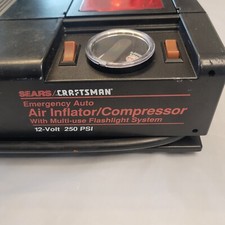 SEARS/CRAFTSMAN
Emergency Auto
Air Inflator/Compressor
With Multi-use Flashlight System
12-Volt 250 PSI